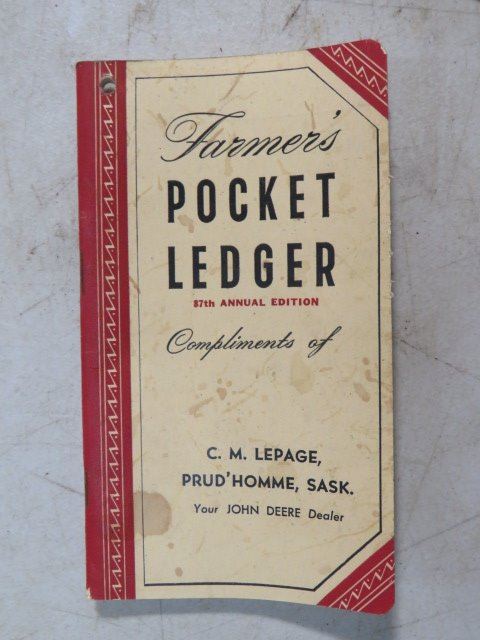 Farmer's
POCKET
LEDGER
87th ANNUAL EDITION
Compliments of
C. M. LEPAGE,
PRUD'HOMME, SASK.
Your JOHN DEERE Dealer